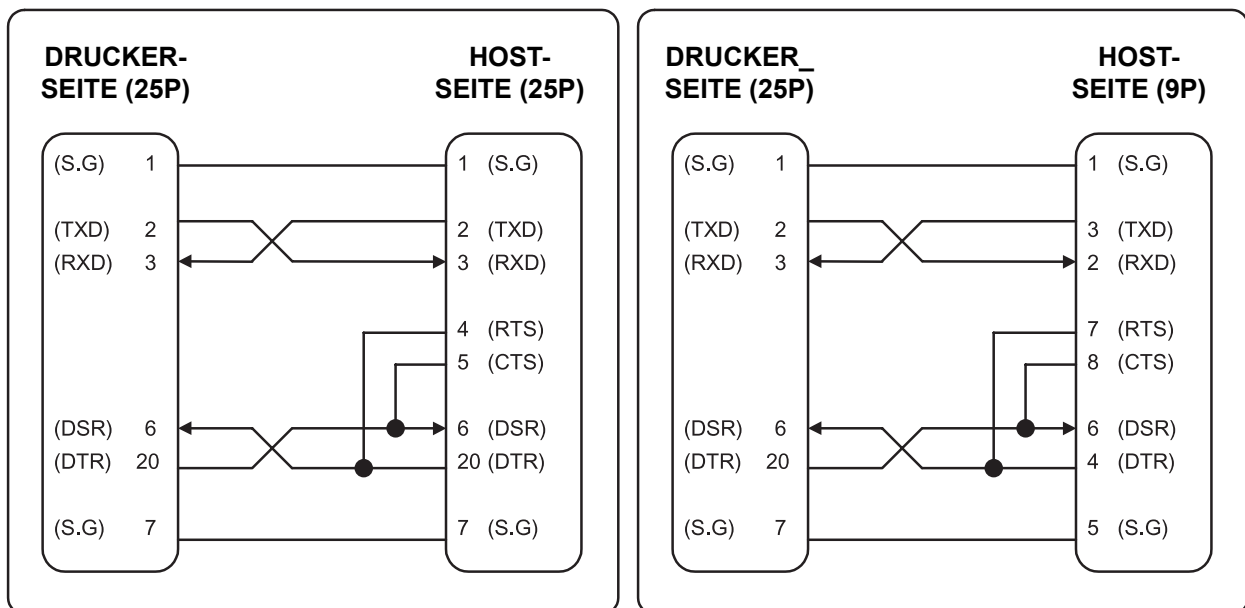 DRUCKER-
SEITE (25P)
HOST-
SEITE (25P)
(S.G) 1
1 (S.G)
(TXD) 2
2 (TXD)
(RXD) 3
3 (RXD)
4 (RTS)
5 (CTS)
(DSR) 6
6 (DSR)
(DTR) 20
20 (DTR)
(S.G) 7
7 (S.G)
DRUCKER_
SEITE (25P)
HOST-
SEITE (9P)
(S.G) 1
1 (S.G)
(TXD) 2
3 (TXD)
(RXD) 3
2 (RXD)
7 (RTS)
8 (CTS)
(DSR) 6
6 (DSR)
(DTR) 20
4 (DTR)
(S.G) 7
5 (S.G)